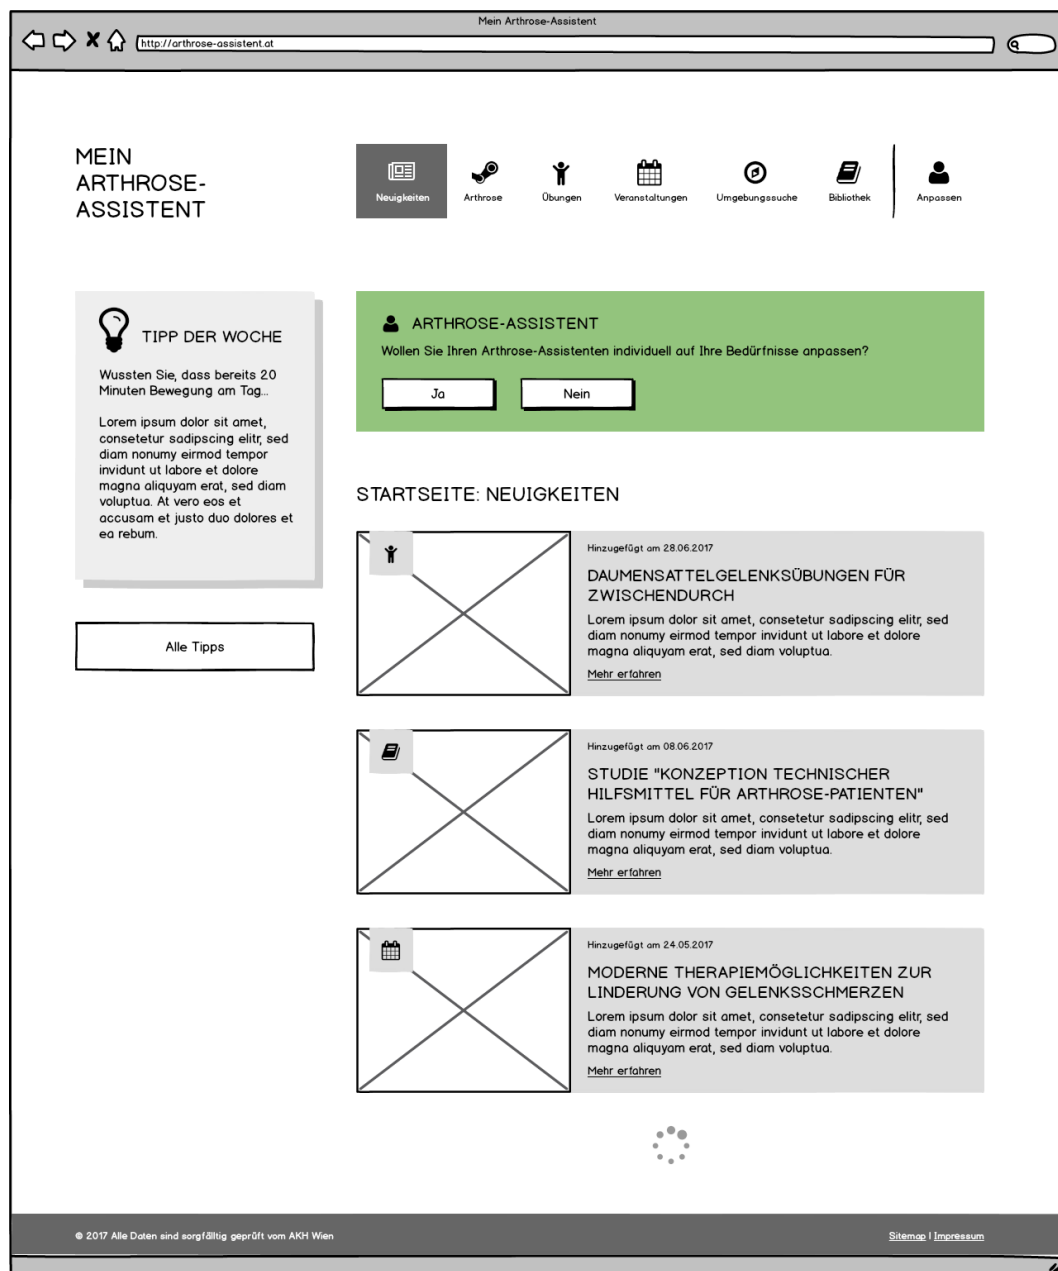 Mein Arthrose-Assistent
http://arthrose-assistent.at
MEIN
ARTHROSE-
ASSISTENT
Neuigkeiten
Arthrose
Übungen
Veranstaltungen
Umgebungssuche
Bibliothek
Anpassen
TIPP DER WOCHE
Wussten Sie, dass bereits 20
Minuten Bewegung am Tag...
Lorem ipsum dolor sit amet,
consetetur sadipscing elitr, sed
diam nonumy eirmod tempor
invidunt ut labore et dolore
magna aliquyam erat, sed diam
voluptua. At vero eos et
accusam et justo duo dolores et
ea rebum.
Alle Tipps
ARTHROSE-ASSISTENT
Wollen Sie Ihren Arthrose-Assistenten individuell auf Ihre Bedürfnisse anpassen?
Ja
Nein
STARTSEITE: NEUIGKEITEN
Hinzugefügt am 28.06.2017
DAUMENSATTELGELENKSÜBUNGEN FÜR
ZWISCHENDURCH
Lorem ipsum dolor sit amet, consetetur sadipscing elitr, sed
diam nonumy eirmod tempor invidunt ut labore et dolore
magna aliquyam erat, sed diam voluptua.
Mehr erfahren
Hinzugefügt am 08.06.2017
STUDIE "KONZEPTION TECHNISCHER
HILFSMITTEL FÜR ARTHROSE-PATIENTEN"
Lorem ipsum dolor sit amet, consetetur sadipscing elitr, sed
diam nonumy eirmod tempor invidunt ut labore et dolore
magna aliquyam erat, sed diam voluptua.
Mehr erfahren
Hinzugefügt am 24.05.2017
MODERNE THERAPIEMÖGLICHKEITEN ZUR
LINDERUNG VON GELENKSSCHMERZEN
Lorem ipsum dolor sit amet, consetetur sadipscing elitr, sed
diam nonumy eirmod tempor invidunt ut labore et dolore
magna aliquyam erat, sed diam voluptua.
Mehr erfahren
© 2017 Alle Daten sind sorgfälltig geprüft vom AKH Wien
Sitemap | Impressum